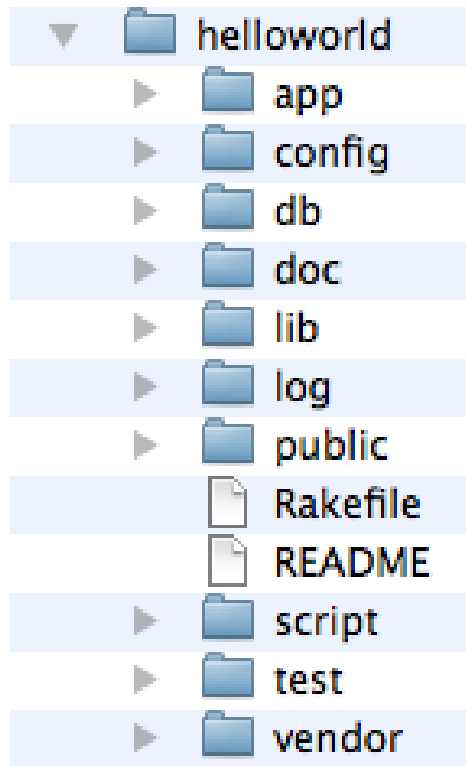 helloworld
app
config
db
doc
lib
log
public
Rakefile
README
script
test
vendor